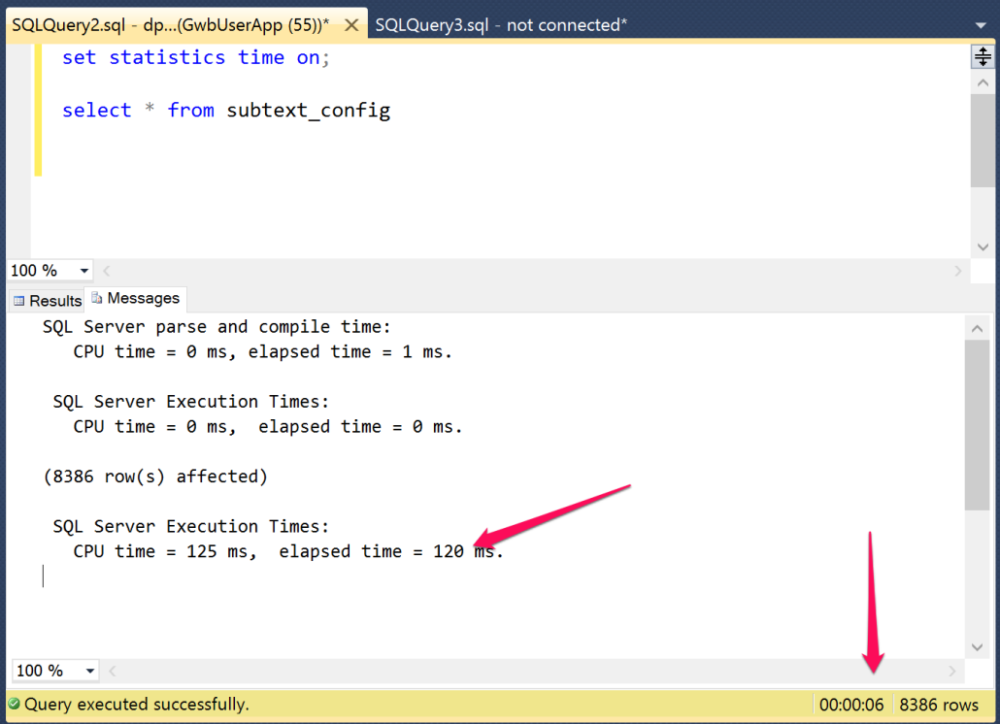 SQLQuery2.sql - dp...(GwbUserApp (55))* SQLQuery3.sql - not connected*
set statistics time on;
select * from subtext_config
100 %
Results Messages
SQL Server parse and compile time:
CPU time = 0 ms, elapsed time = 1 ms.
SQL Server Execution Times:
CPU time = 0 ms,  elapsed time = 0 ms.
(8386 row(s) affected)
SQL Server Execution Times:
CPU time = 125 ms,  elapsed time = 120 ms.
100 %
Query executed successfully. 00:00:06 8386 rows